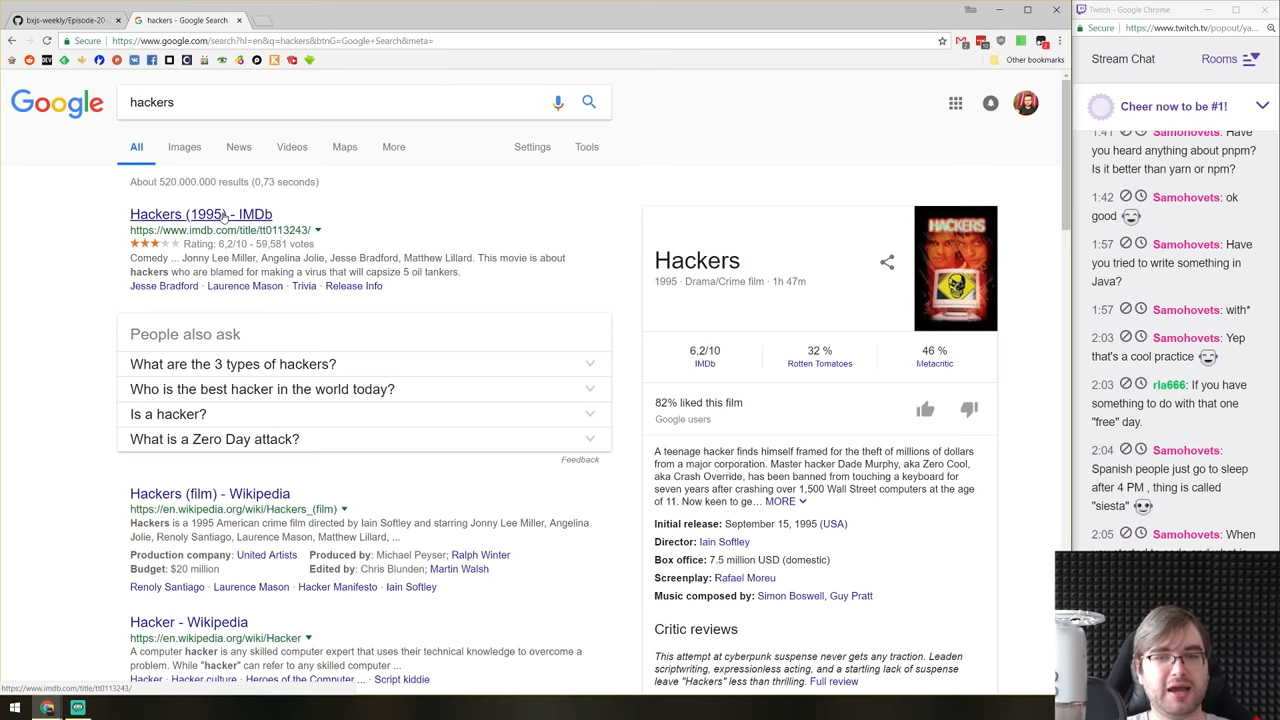 bxjs-weekly/Episode-20-
hackers - Google Search
Tim
Twitch - Google Chrome
Secure
https://www.google.com/search?hl=en&q=hackers&btnG=Google+Search&meta=
Secure
https://www.twitch.tv/popout/ya...
Other bookmarks
Stream Chat
Rooms
Cheer now to be #1!
Google
hackers
All
Images
News
Videos
Maps
More
Settings
Tools
About 520.000.000 results (0,73 seconds)
Hackers (1995) - IMDb
https://www.imdb.com/title/tt0113243/
Rating: 6,2/10 - 59,581 votes
Comedy ... Jonny Lee Miller, Angelina Jolie, Jesse Bradford, Matthew Lillard. This movie is about
hackers who are blamed for making a virus that will capsize 5 oil tankers.
Jesse Bradford · Laurence Mason · Trivia · Release Info
People also ask
What are the 3 types of hackers?
Who is the best hacker in the world today?
Is a hacker?
What is a Zero Day attack?
Feedback
Hackers (film) - Wikipedia
https://en.wikipedia.org/wiki/Hackers_(film)
Hackers is a 1995 American crime film directed by Iain Softley and starring Jonny Lee Miller, Angelina
Jolie, Renoly Santiago, Laurence Mason, Matthew Lillard, ...
Production company: United Artists
Produced by: Michael Peyser; Ralph Winter
Budget: $20 million
Edited by: Chris Blunden; Martin Walsh
Renoly Santiago · Laurence Mason · Hacker Manifesto · Iain Softley
Hacker - Wikipedia
https://en.wikipedia.org/wiki/Hacker
A computer hacker is any skilled computer expert that uses their technical knowledge to overcome a
problem. While "hacker" can refer to any skilled computer ...
Hacker · Hacker culture · Heroes of the Computer ... · Script kiddie
https://www.imdb.com/title/tt0113243/
Hackers
1995 · Drama/Crime film · 1h 47m
HACKERS
6,2/10
IMDb
32 %
Rotten Tomatoes
46 %
Metacritic
82% liked this film
Google users
A teenage hacker finds himself framed for the theft of millions of dollars
from a major corporation. Master hacker Dade Murphy, aka Zero Cool,
aka Crash Override, has been banned from touching a keyboard for
seven years after crashing over 1,500 Wall Street computers at the age
of 11. Now keen to ge... MORE
Initial release: September 15, 1995 (USA)
Director: Iain Softley
Box office: 7.5 million USD (domestic)
Screenplay: Rafael Moreu
Music composed by: Simon Boswell, Guy Pratt
Critic reviews
This attempt at cyberpunk suspense never gets any traction. Leaden
scriptwriting, expressionless acting, and a startling lack of suspense
leave "Hackers" less than thrilling. Full review
1:41 Samohovets: Have
you heard anything about pnpm?
Is it better than yarn or npm?
1:42 Samohovets: ok
good
1:57 Samohovets: Have
you tried to write something in
Java?
1:57 Samohovets: with*
2:03 Samohovets: Yep
that's a cool practice
2:03 rla666: If you have
something to do with that one
"free" day.
2:04 Samohovets:
Spanish people just go to sleep
after 4 PM , thing is called
"siesta"
2:05 Samohovets: When